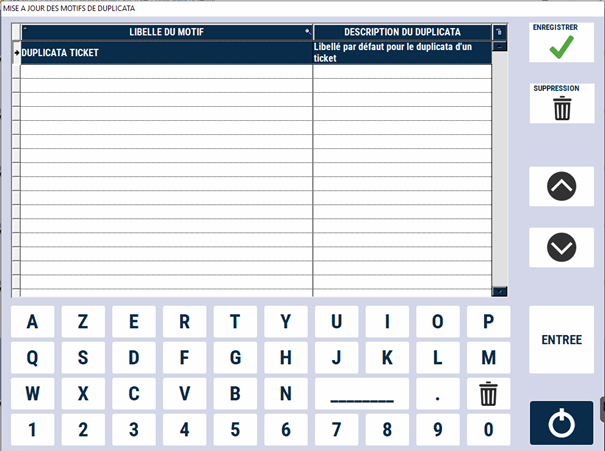 MISE A JOUR DES MOTIFS DE DUPLICATA
LIBELLE DU MOTIF
DESCRIPTION DU DUPLICATA
DUPLICATA TICKET
Libellé par défaut pour le duplicata d'un
ticket
ENREGISTRER
SUPPRESSION
A Z E R T Y U I O P
Q S D F G H J K L M
ENTREE
W X C V B N ________ .
1 2 3 4 5 6 7 8 9 0